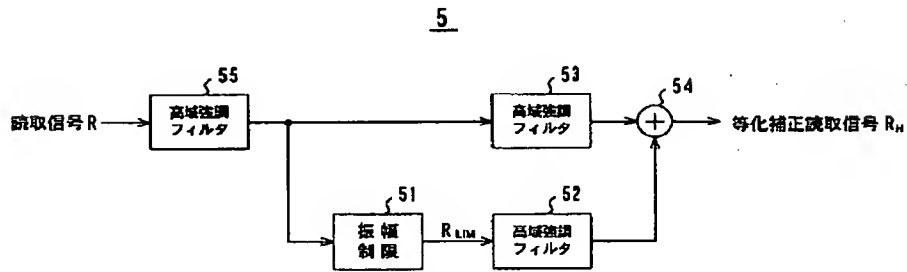 5
55
53
54
読取信号 R
高域強調
フィルタ
高域強調
フィルタ
等化補正読取信号 RH
51
52
振幅
制限
RLIM
高域強調
フィルタ